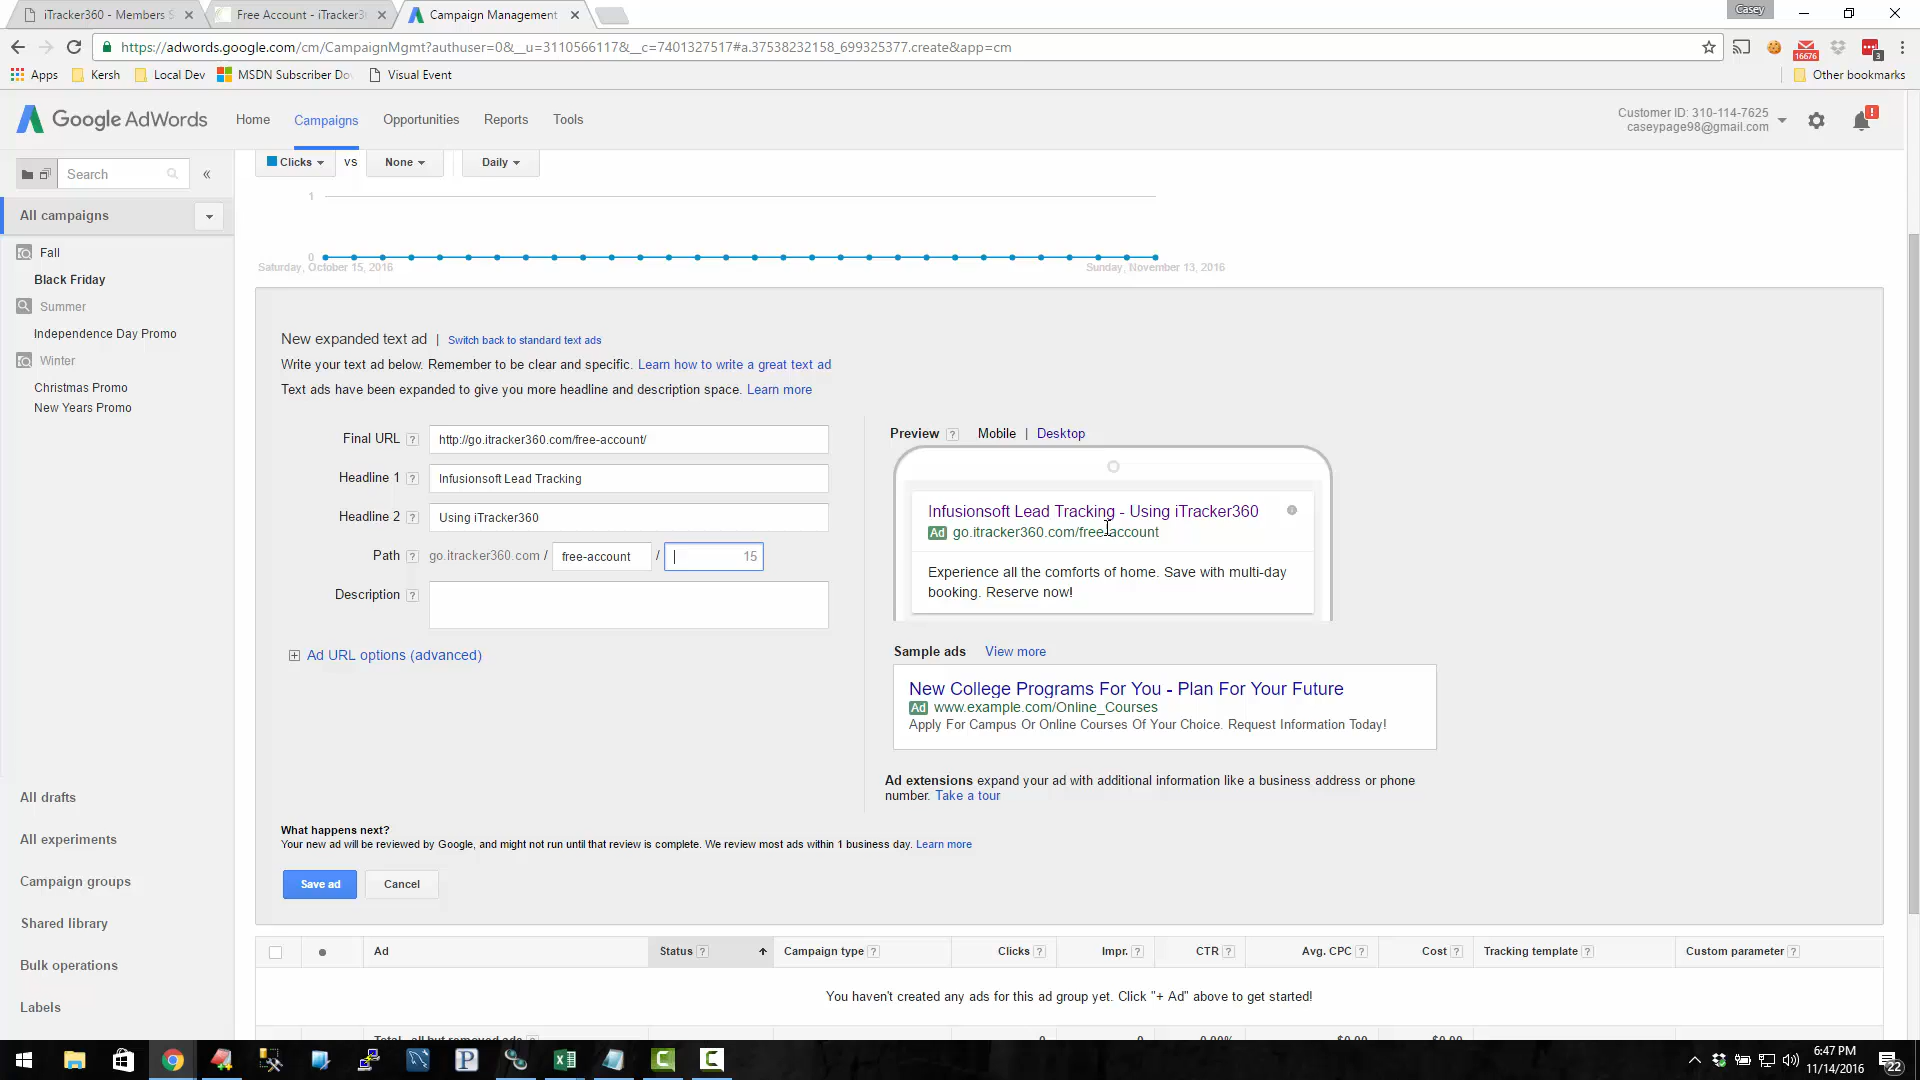 iTracker360 - Members S
Free Account - iTracker3
Campaign Management
Casey
https://adwords.google.com/cm/CampaignMgmt?authuser=0&__u=3110566117&__c=7401327517#a.37538232158_699325377.create&app=cm
16676
3
Apps
Kersh
Local Dev
MSDN Subscriber Do
Visual Event
Other bookmarks
Google AdWords
Home
Campaigns
Opportunities
Reports
Tools
Customer ID: 310-114-7625
caseypage98@gmail.com
!
Search
«
Clicks
VS
None
Daily
All campaigns
Fall
Black Friday
Summer
Independence Day Promo
Winter
Christmas Promo
New Years Promo
All drafts
All experiments
Campaign groups
Shared library
Bulk operations
Labels
1
0
Saturday, October 15, 2016
Sunday, November 13, 2016
New expanded text ad | Switch back to standard text ads
Write your text ad below. Remember to be clear and specific. Learn how to write a great text ad
Text ads have been expanded to give you more headline and description space. Learn more
Final URL ? http://go.itracker360.com/free-account/
Headline 1 ? Infusionsoft Lead Tracking
Headline 2 ? Using iTracker360
Path ? go.itracker360.com / free-account / 15
Description ?
Ad URL options (advanced)
Preview ? Mobile | Desktop
Infusionsoft Lead Tracking - Using iTracker360
Ad go.itracker360.com/free-account
Experience all the comforts of home. Save with multi-day
booking. Reserve now!
Sample ads View more
New College Programs For You - Plan For Your Future
Ad www.example.com/Online_Courses
Apply For Campus Or Online Courses Of Your Choice. Request Information Today!
Ad extensions expand your ad with additional information like a business address or phone
number. Take a tour
What happens next?
Your new ad will be reviewed by Google, and might not run until that review is complete. We review most ads within 1 business day. Learn more
Save ad
Cancel
Ad
Status ?
Campaign type ?
Clicks ?
Impr. ?
CTR ?
Avg. CPC ?
Cost ?
Tracking template ?
Custom parameter ?
You haven't created any ads for this ad group yet. Click "+ Ad" above to get started!
Total - all but removed ads ?
0
0
0.00%
$0.00
$0.00
6:47 PM
11/14/2016
22